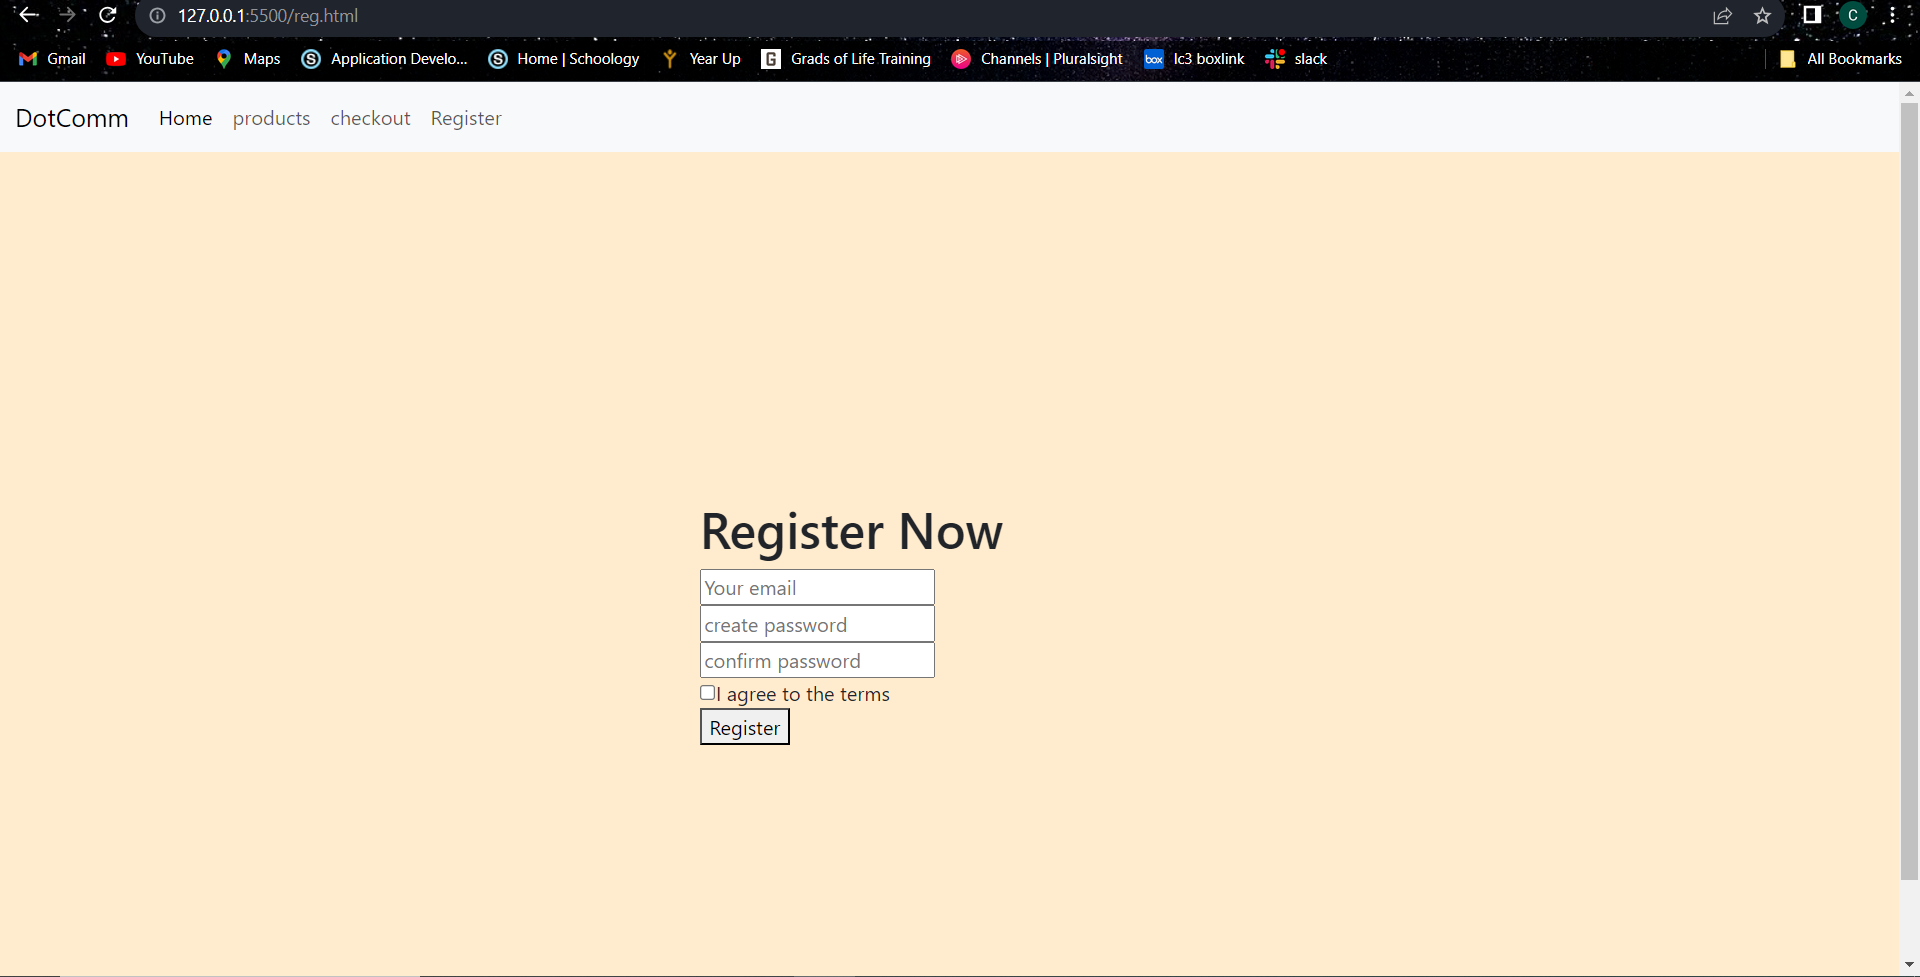 127.0.0.1:5500/reg.html
C
Gmail YouTube Maps S Application Develo... S Home | Schoology Year Up G Grads of Life Training Channels | Pluralsight box lc3 boxlink slack All Bookmarks
DotComm Home products checkout Register
Register Now
Your email
create password
confirm password
I agree to the terms
Register